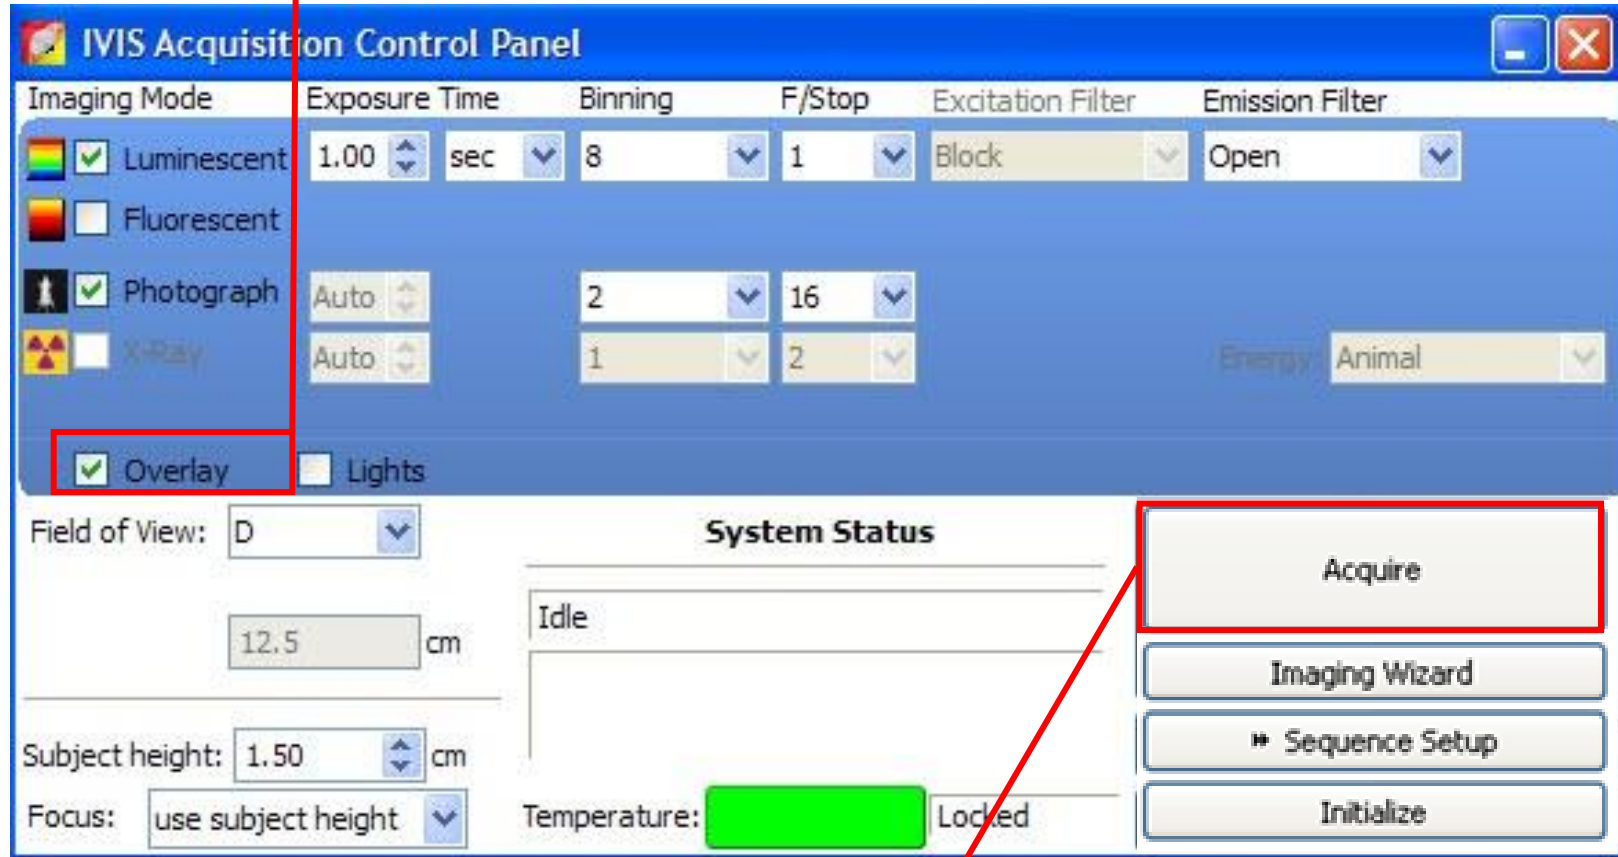 IVIS Acquisition Control Panel
Imaging Mode Exposure Time Binning F/Stop Excitation Filter Emission Filter
Luminescent 1.00 sec 8 1 Block Open
Fluorescent
Photograph Auto 2 16
X-Ray Auto 1 2 Energy: Animal
Overlay Lights
Field of View: D
12.5 cm
Subject height: 1.50 cm
Focus: use subject height
System Status
Idle
Temperature: Locked
Acquire
Imaging Wizard
Sequence Setup
Initialize